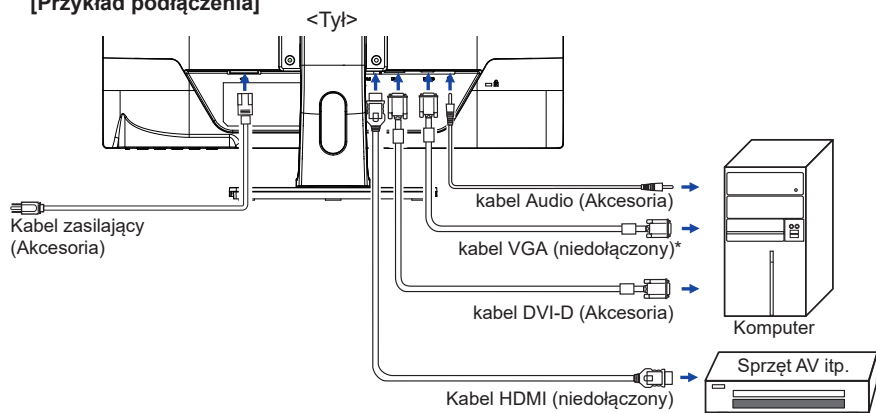 [Przykład podłączenia]
<Tył>
kabel Audio (Akcesoria)
Kabel zasilający
(Akcesoria)
kabel VGA (niedołączony)*
kabel DVI-D (Akcesoria)
Komputer
Sprzęt AV itp.
Kabel HDMI (niedołączony)